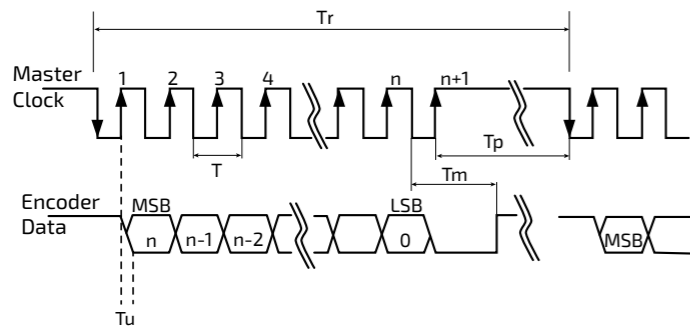 Tr
Master
Clock
1 2 3 4 n n+1
T
Tp
Tm
Encoder
Data
MSB
LSB
n n-1 n-2 0
MSB
Tu